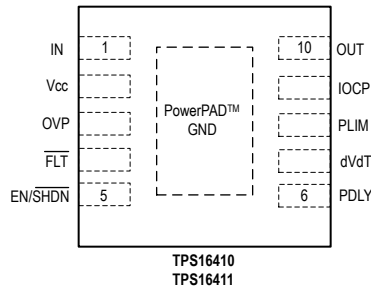 IN 1 10 OUT
Vcc IOCP
OVP PowerPAD™ PLIM
GND
FLT dVdT
EN/SHDN 5 6 PDLY
TPS16410
TPS16411